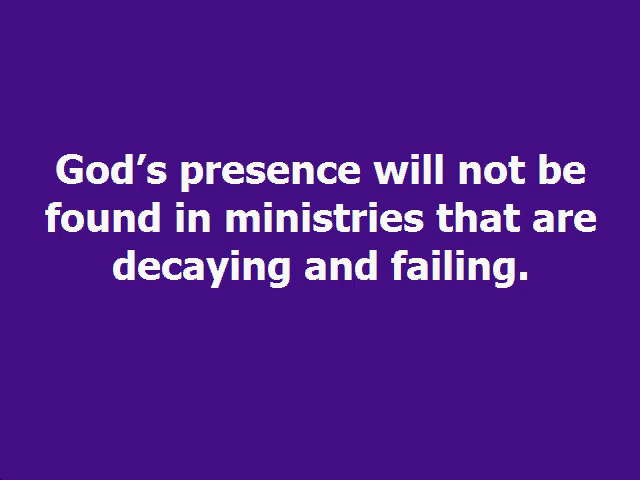 God’s presence will not be
found in ministries that are
decaying and failing.